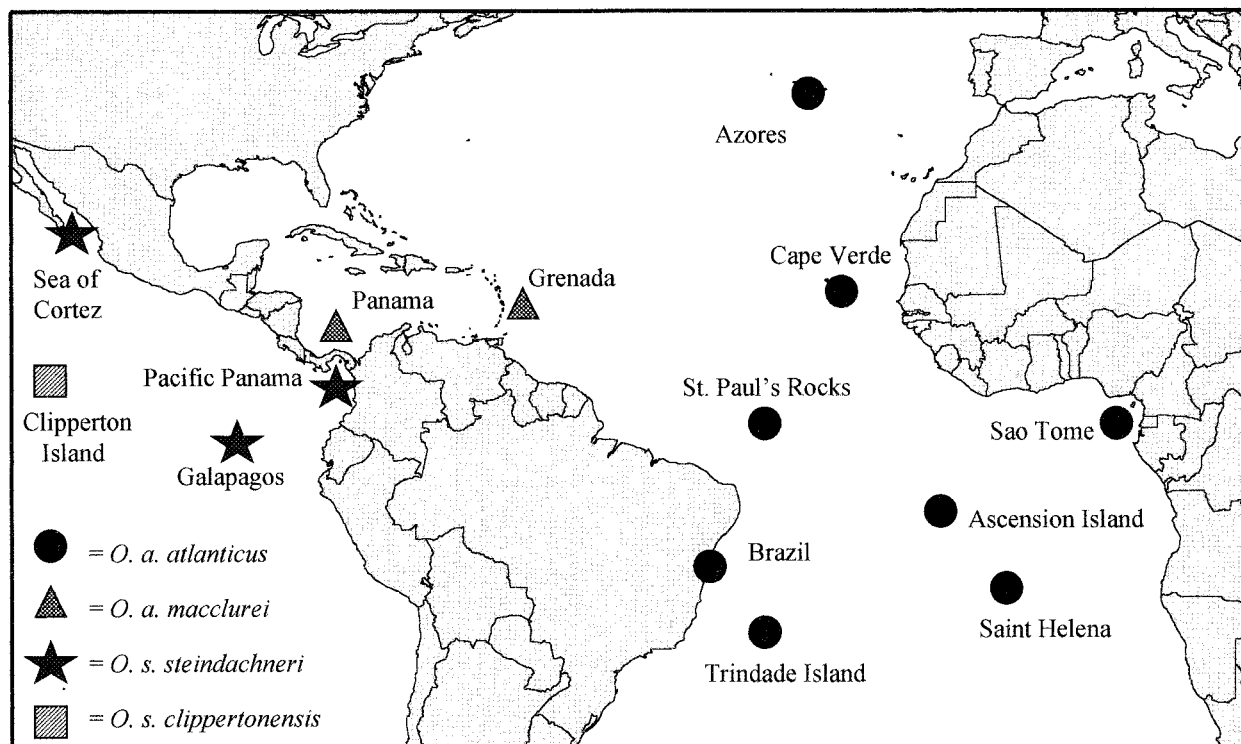 Azores
Cape Verde
Grenada
Sea of
Cortez
Panama
Pacific Panama
St. Paul's Rocks
Clipperton
Island
Sao Tome
Galapagos
Ascension Island
Brazil
Saint Helena
Trindade Island
= O. a. atlanticus
= O. a. macclurei
= O. s. steindachneri
= O. s. clippertonensis